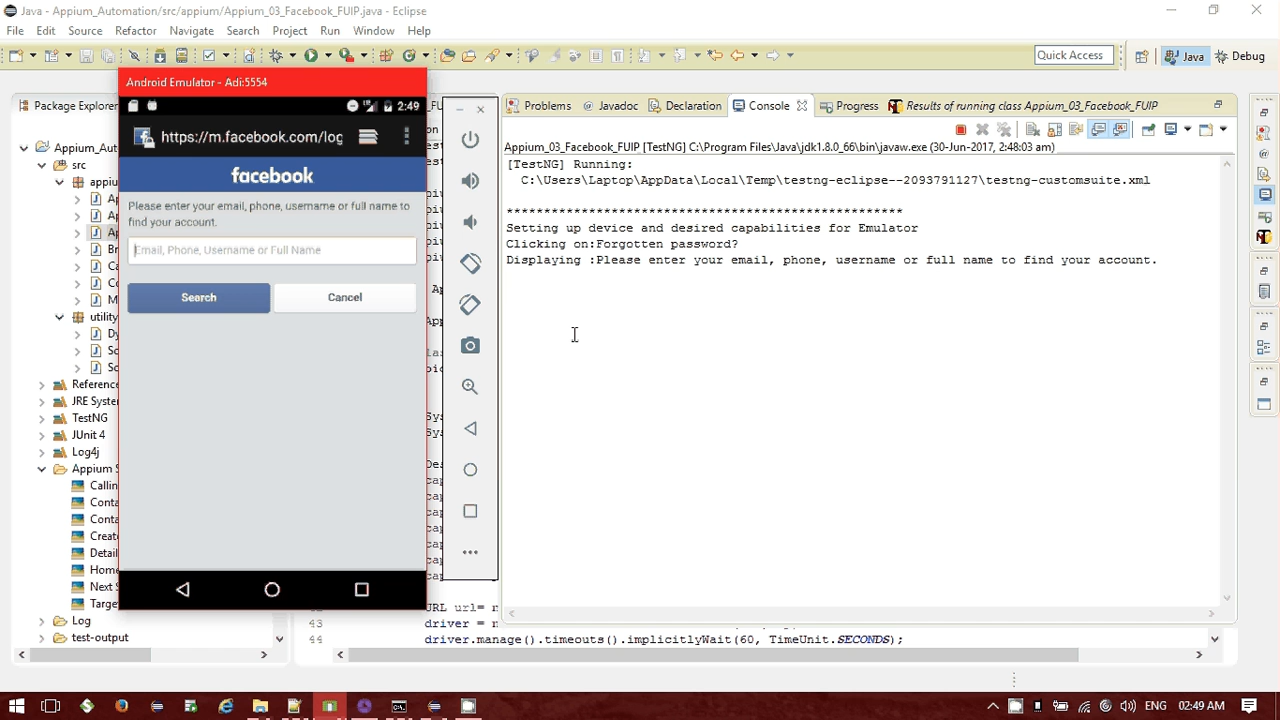 Java - Appium_Automation/src/appium/Appium_03_Facebook_FUIP.java - Eclipse
File Edit Source Refactor Navigate Search Project Run Window Help
Quick Access
Java
Debug
Android Emulator - Adi:5554
Package Explorer
Problems
Javadoc
Declaration
Console
Progress
Results of running class Appium_03_Facebook_FUIP
2:49
https://m.facebook.com/log
Appium_03_Facebook_FUIP [TestNG] C:\Program Files\Java\jdk1.8.0_66\bin\javaw.exe (30-Jun-2017, 2:48:03 am)
[TestNG] Running:
C:\Users\Laptop\AppData\Local\Temp\testng-eclipse--2093791127\testng-customsuite.xml
**************************************************
Setting up device and desired capabilities for Emulator
Clicking on:Forgotten password?
Displaying :Please enter your email, phone, username or full name to find your account.
facebook
Please enter your email, phone, username or full name to
find your account.
Email, Phone, Username or Full Name
Search
Cancel
Appium_Au
src
appiu
utility
Reference
JRE System
TestNG
JUnit 4
Log4j
Appium S
Calling
Conta
Conta
Create
Detail
Home
Next S
Targe
Log
test-output
URL url= n
43 driver = n
44 driver.manage().timeouts().implicitlyWait(60, TimeUnit.SECONDS);
ENG 02:49 AM